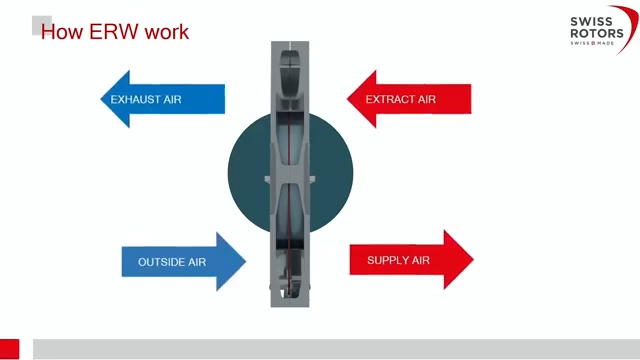 How ERW work
SWISS
ROTORS
SWISS MADE
EXHAUST AIR
EXTRACT AIR
OUTSIDE AIR
SUPPLY AIR